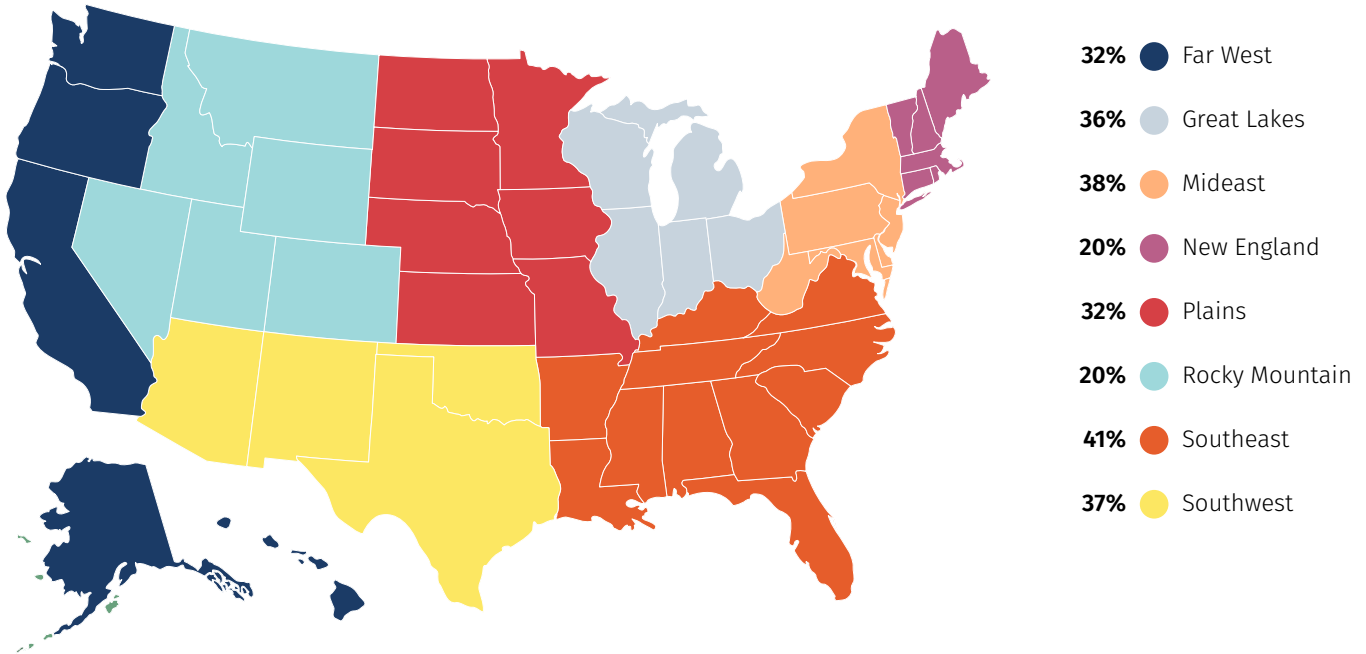 32% Far West
36% Great Lakes
38% Mideast
20% New England
32% Plains
20% Rocky Mountain
41% Southeast
37% Southwest